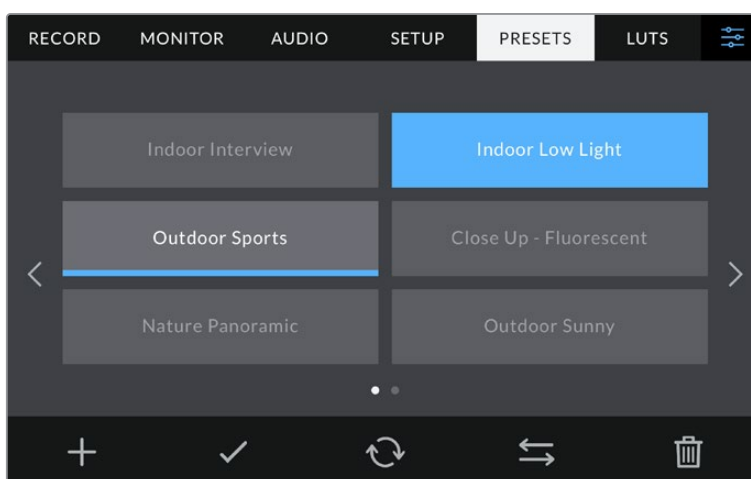 RECORD MONITOR AUDIO SETUP PRESETS LUTS
Indoor Interview Indoor Low Light
Outdoor Sports Close Up - Fluorescent
Nature Panoramic Outdoor Sunny